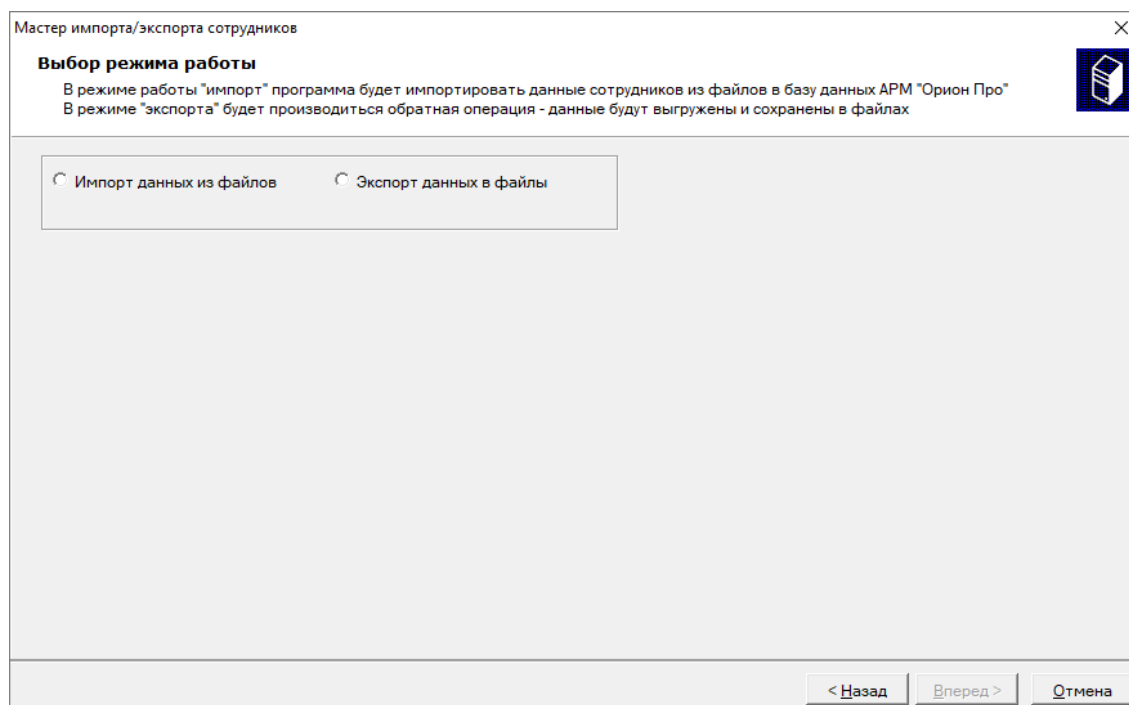 Мастер импорта/экспорта сотрудников
Выбор режима работы
В режиме работы "импорт" программа будет импортировать данные сотрудников из файлов в базу данных АРМ "Орион Про"
В режиме "экспорта" будет производиться обратная операция - данные будут выгружены и сохранены в файлах
Импорт данных из файлов
Экспорт данных в файлы
< Назад
Вперед >
Отмена